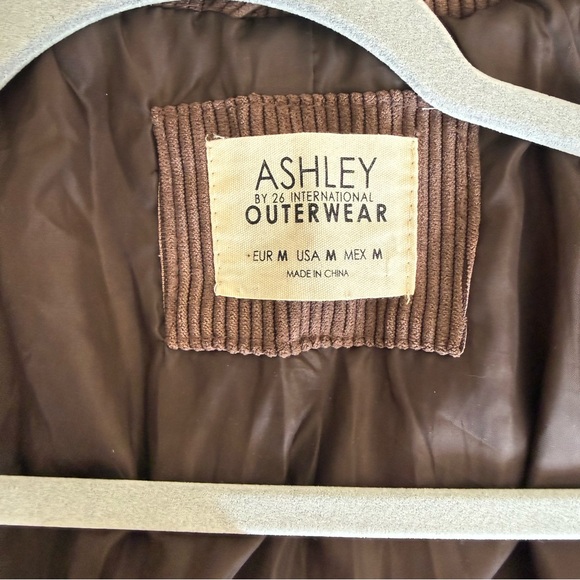 ASHLEY
BY 26 INTERNATIONAL
OUTERWEAR
EUR M USA M MEX M
MADE IN CHINA